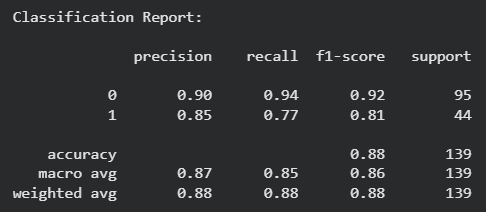 Classification Report:
precision recall f1-score support
0 0.90 0.94 0.92 95
1 0.85 0.77 0.81 44
accuracy 0.88 139
macro avg 0.87 0.85 0.86 139
weighted avg 0.88 0.88 0.88 139